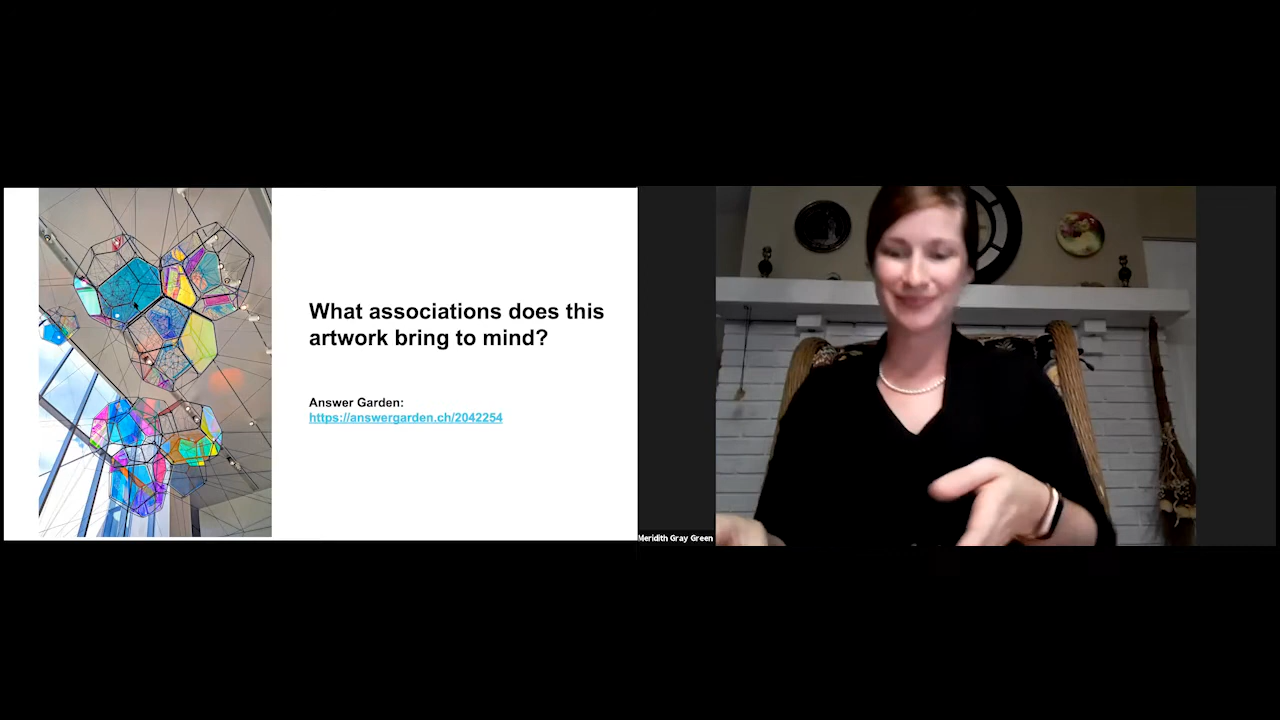 What associations does this
artwork bring to mind?
Answer Garden:
https://answergarden.ch/2042254
Meridith Gray Green